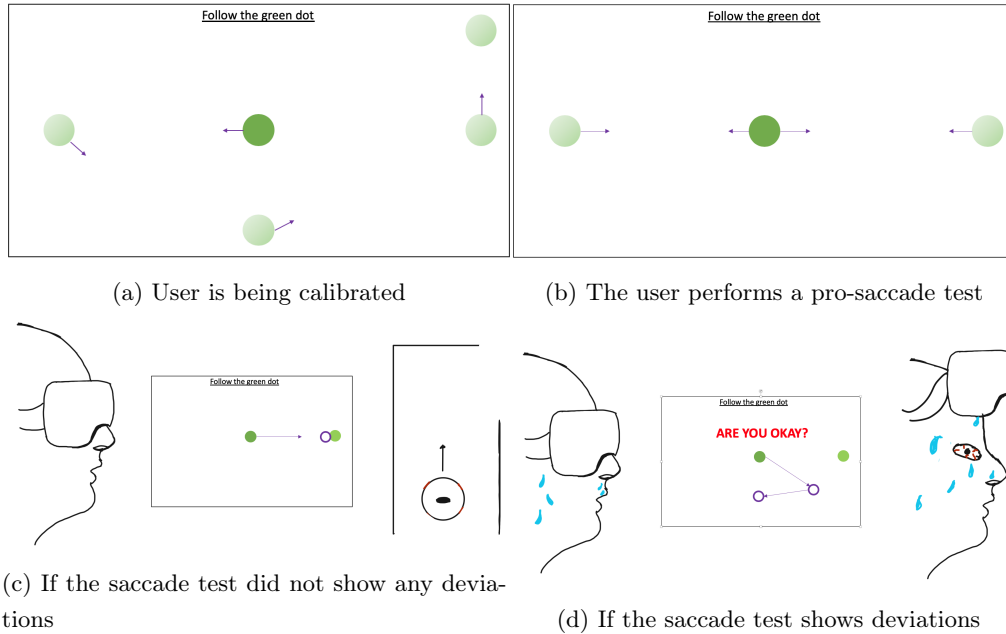 Follow the green dot
Follow the green dot
(a) User is being calibrated
(b) The user performs a pro-saccade test
Follow the green dot
(c) If the saccade test did not show any devia-
tions
Follow the green dot
ARE YOU OKAY?
(d) If the saccade test shows deviations